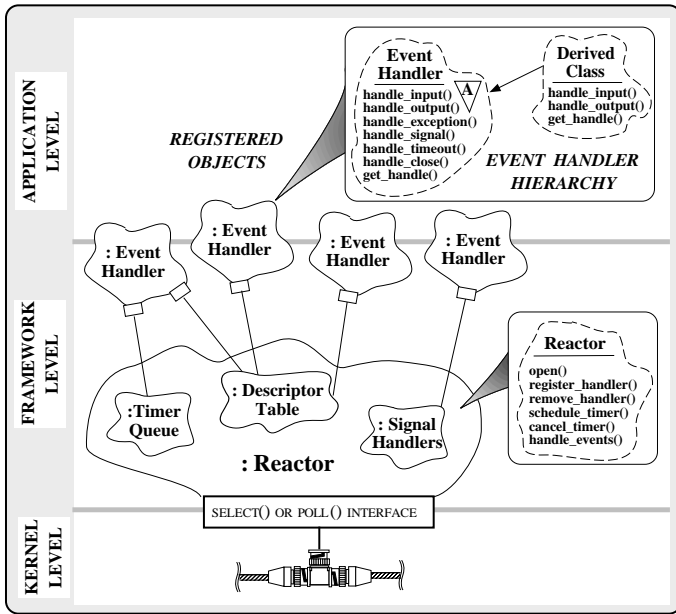 APPLICATION
LEVEL
REGISTERED
OBJECTS
Event
Handler
A
handle_input()
handle_output()
handle_exception()
handle_signal()
handle_timeout()
handle_close()
get_handle()
Derived
Class
handle_input()
handle_output()
get_handle()
EVENT HANDLER
HIERARCHY
: Event
Handler
: Event
Handler
: Event
Handler
: Event
Handler
FRAMEWORK
LEVEL
:Timer
Queue
: Descriptor
Table
: Signal
Handlers
: Reactor
Reactor
open()
register_handler()
remove_handler()
schedule_timer()
cancel_timer()
handle_events()
KERNEL
LEVEL
SELECT() OR POLL() INTERFACE